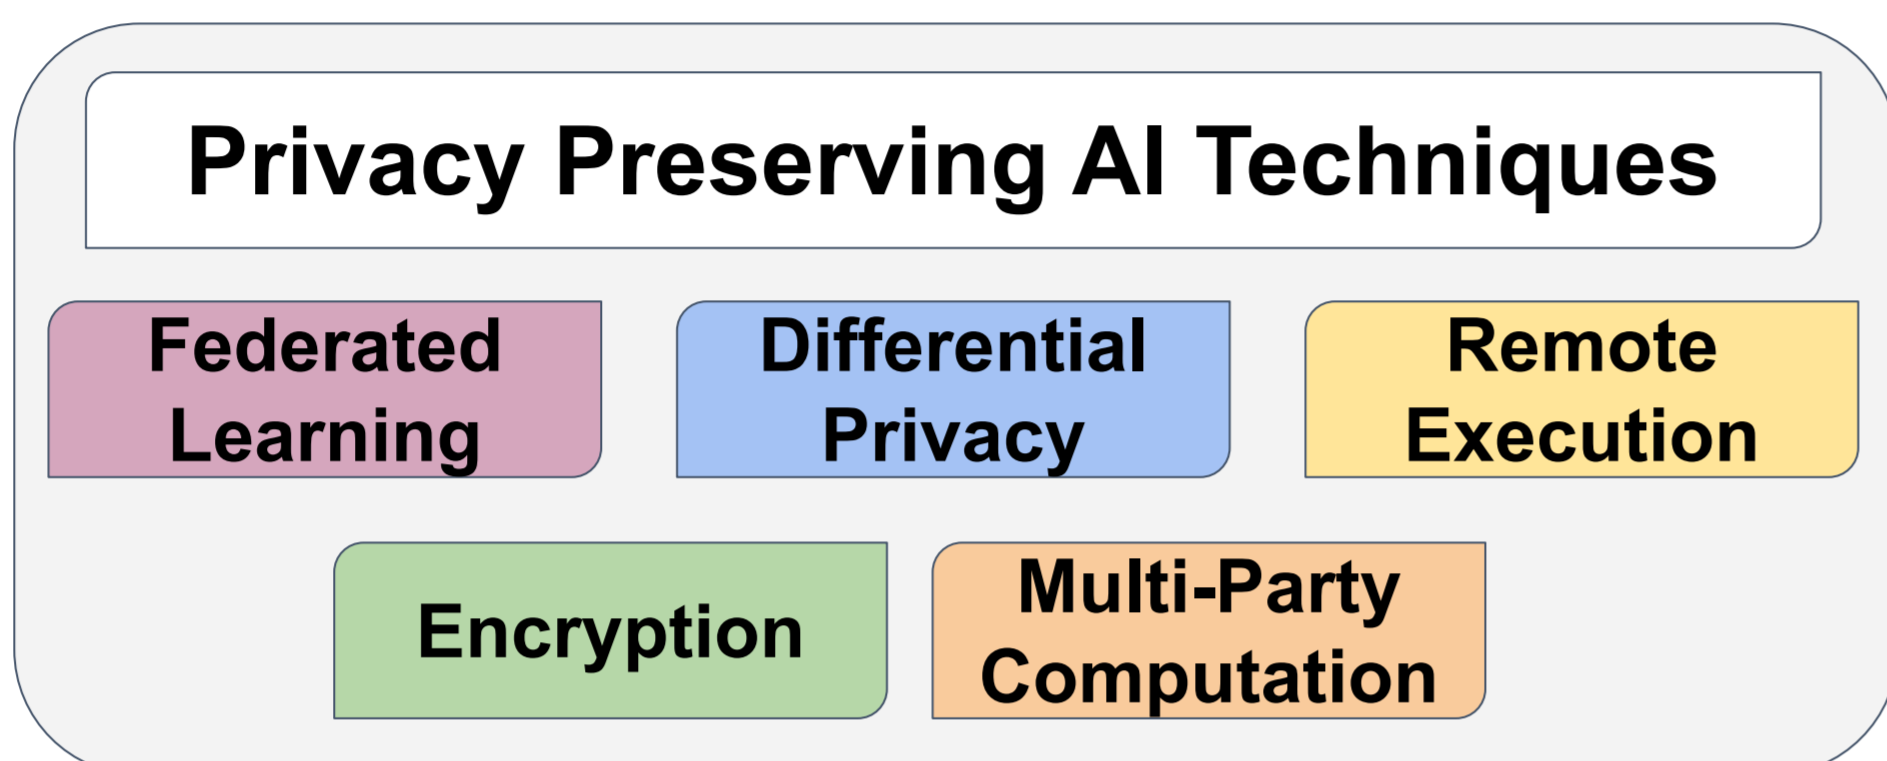 Privacy Preserving AI Techniques
Federated
Learning
Differential
Privacy
Remote
Execution
Encryption
Multi-Party
Computation